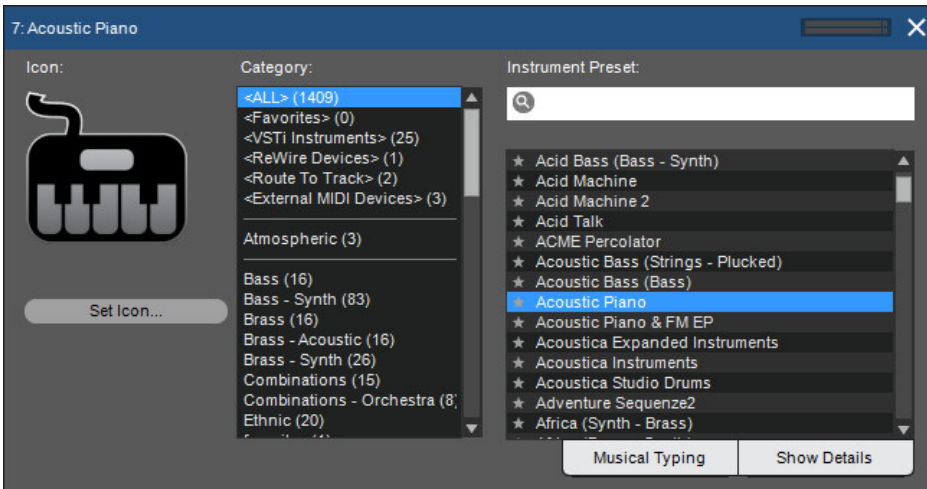 7: Acoustic Piano
Icon:
Set Icon...
Category:
<ALL> (1409)
<Favorites> (0)
<VSTi Instruments> (25)
<ReWire Devices> (1)
<Route To Track> (2)
<External MIDI Devices> (3)
Atmospheric (3)
Bass (16)
Bass - Synth (83)
Brass (16)
Brass - Acoustic (16)
Brass - Synth (26)
Combinations (15)
Combinations - Orchestra (8)
Ethnic (20)
Instrument Preset:
Acid Bass (Bass - Synth)
Acid Machine
Acid Machine 2
Acid Talk
ACME Percolator
Acoustic Bass (Strings - Plucked)
Acoustic Bass (Bass)
Acoustic Piano
Acoustic Piano & FM EP
Acoustica Expanded Instruments
Acoustica Instruments
Acoustica Studio Drums
Adventure Sequenze2
Africa (Synth - Brass)
Musical Typing
Show Details